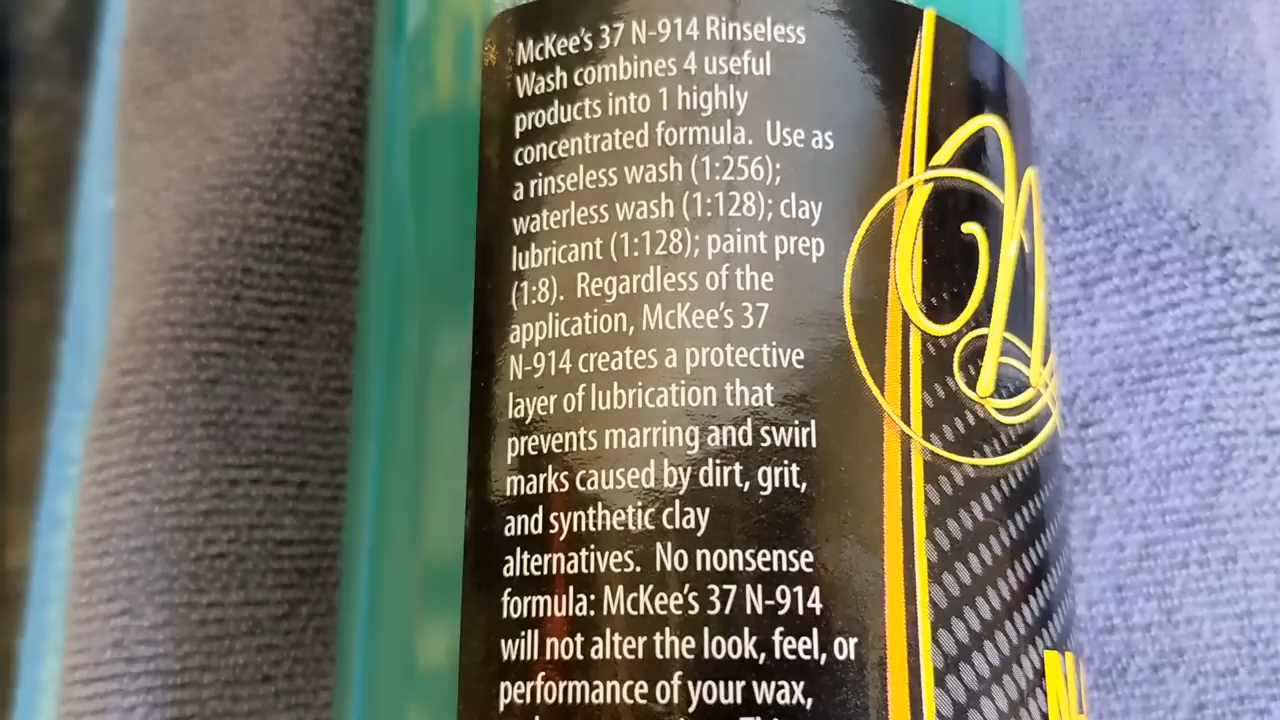 McKee's 37 N-914 Rinseless
Wash combines 4 useful
products into 1 highly
concentrated formula. Use as
a rinseless wash (1:256);
waterless wash (1:128); clay
lubricant (1:128); paint prep
(1:8). Regardless of the
application, McKee's 37
N-914 creates a protective
layer of lubrication that
prevents marring and swirl
marks caused by dirt, grit,
and synthetic clay
alternatives. No nonsense
formula: McKee's 37 N-914
will not alter the look, feel, or
performance of your wax,